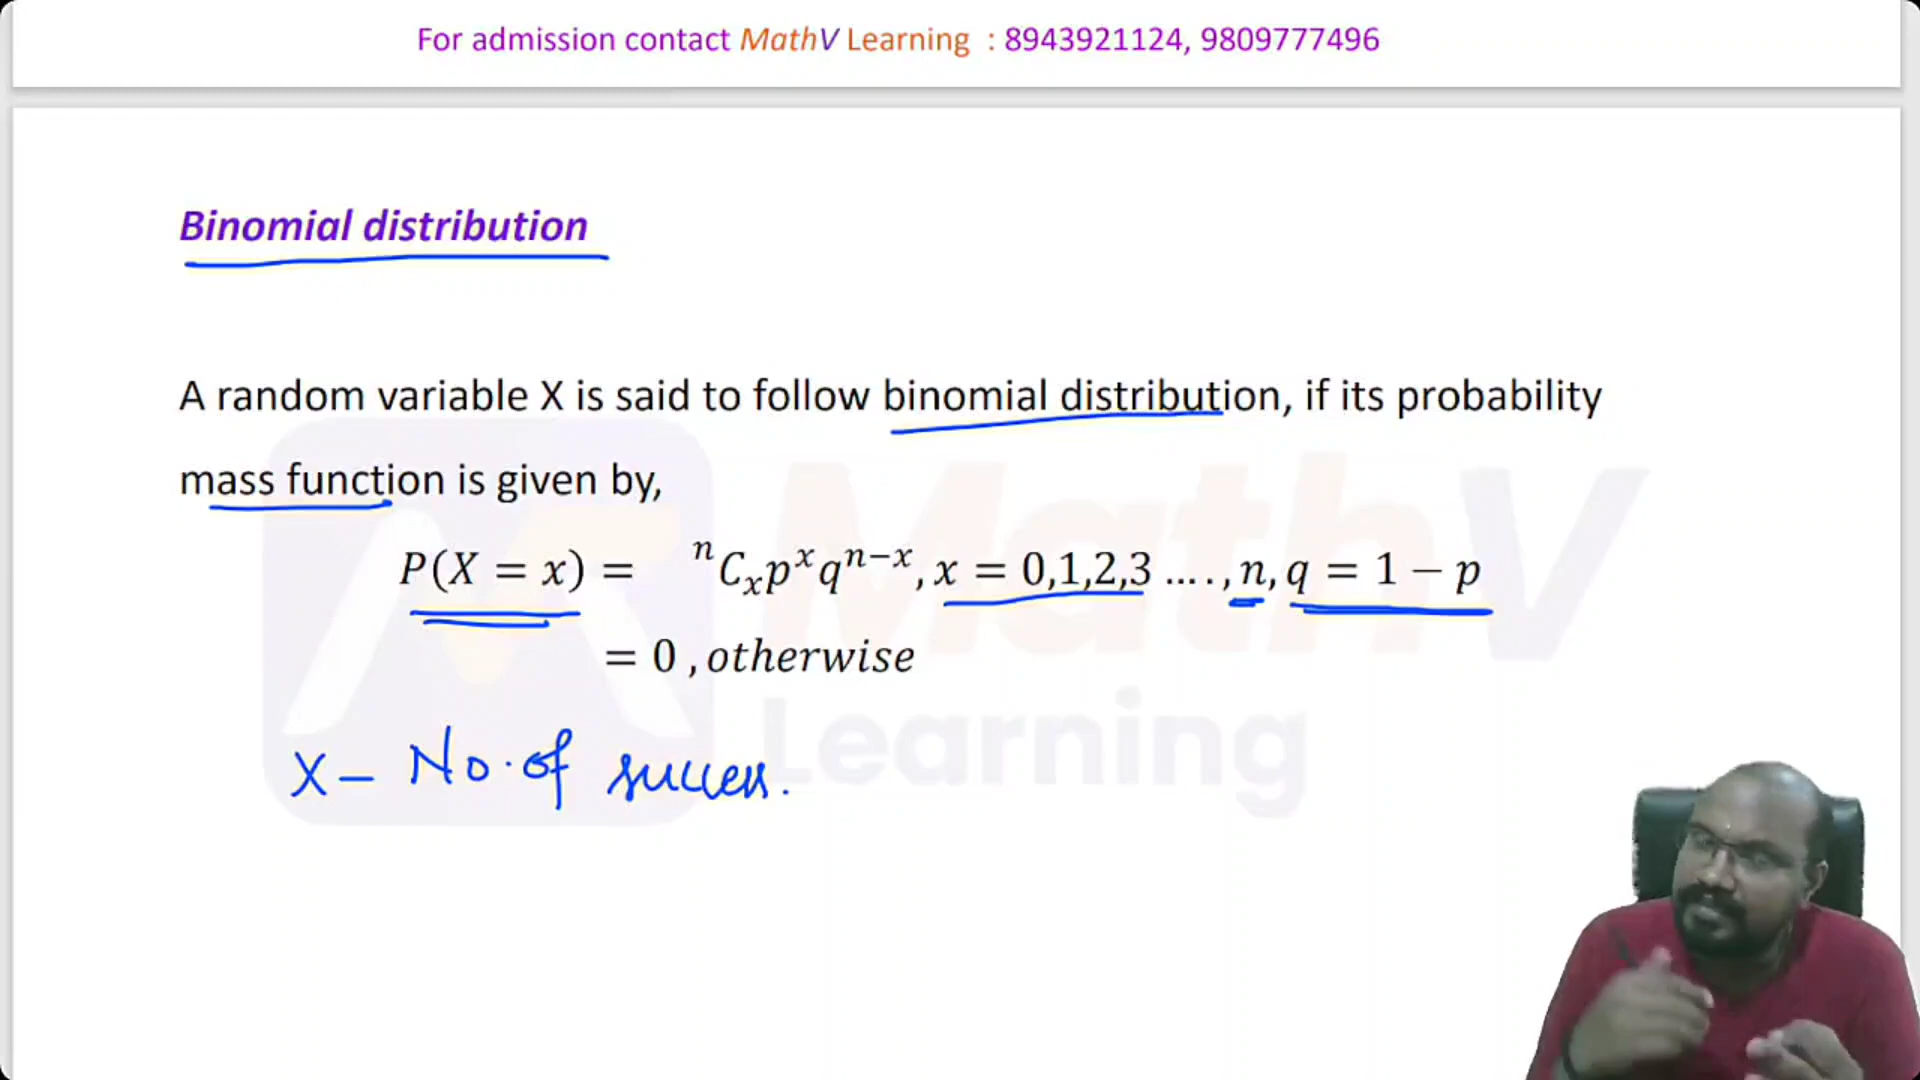 For admission contact MathV Learning : 8943921124, 9809777496
Binomial distribution
A random variable X is said to follow binomial distribution, if its probability
mass function is given by,
P(X = x) = ⁿCₓpˣqⁿ⁻ˣ, x = 0,1,2,3 …., n, q = 1 − p
= 0 , otherwise
X – No. of success.
MathV
Learning